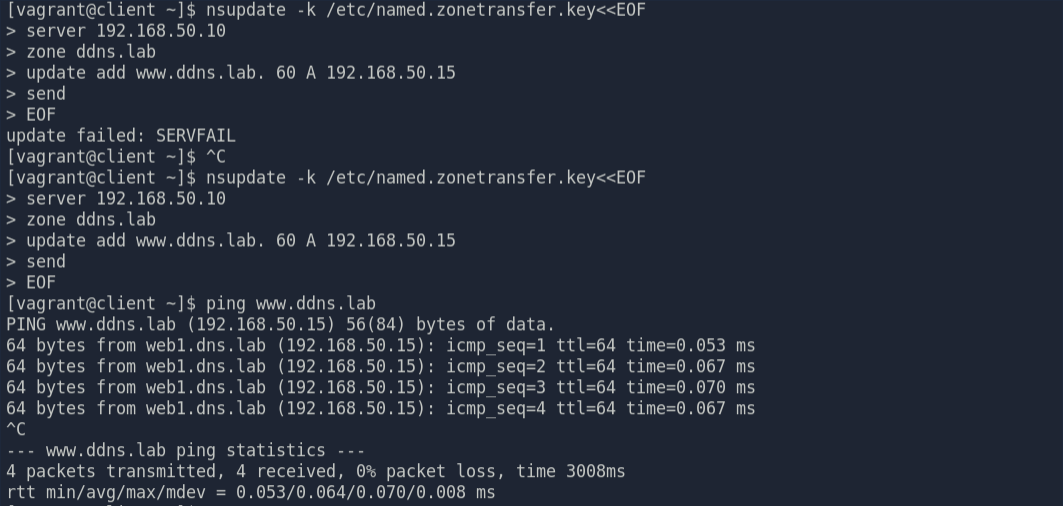 [vagrant@client ~]$ nsupdate -k /etc/named.zonetransfer.key<<EOF
> server 192.168.50.10
> zone ddns.lab
> update add www.ddns.lab. 60 A 192.168.50.15
> send
> EOF
update failed: SERVFAIL
[vagrant@client ~]$ ^C
[vagrant@client ~]$ nsupdate -k /etc/named.zonetransfer.key<<EOF
> server 192.168.50.10
> zone ddns.lab
> update add www.ddns.lab. 60 A 192.168.50.15
> send
> EOF
[vagrant@client ~]$ ping www.ddns.lab
PING www.ddns.lab (192.168.50.15) 56(84) bytes of data.
64 bytes from web1.dns.lab (192.168.50.15): icmp_seq=1 ttl=64 time=0.053 ms
64 bytes from web1.dns.lab (192.168.50.15): icmp_seq=2 ttl=64 time=0.067 ms
64 bytes from web1.dns.lab (192.168.50.15): icmp_seq=3 ttl=64 time=0.070 ms
64 bytes from web1.dns.lab (192.168.50.15): icmp_seq=4 ttl=64 time=0.067 ms
^C
--- www.ddns.lab ping statistics ---
4 packets transmitted, 4 received, 0% packet loss, time 3008ms
rtt min/avg/max/mdev = 0.053/0.064/0.070/0.008 ms